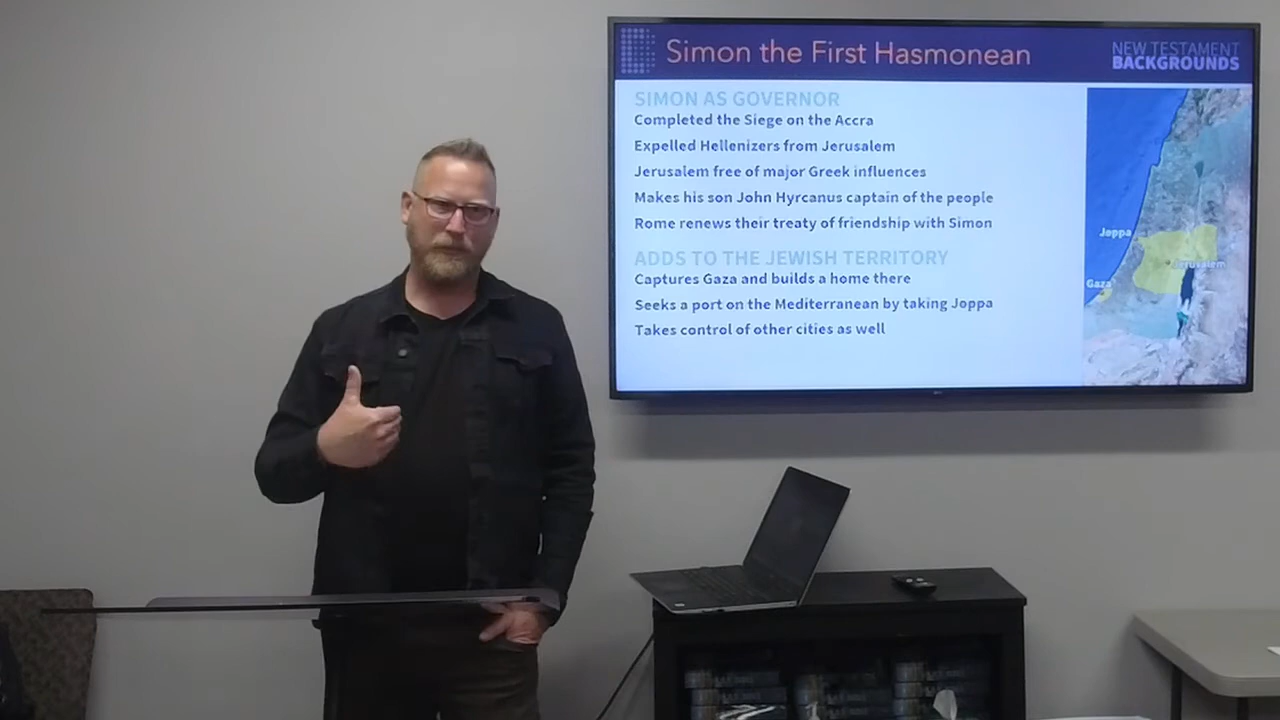 Simon the First Hasmonean
NEW TESTAMENT
BACKGROUNDS
SIMON AS GOVERNOR
Completed the Siege on the Accra
Expelled Hellenizers from Jerusalem
Jerusalem free of major Greek influences
Makes his son John Hyrcanus captain of the people
Rome renews their treaty of friendship with Simon
ADDS TO THE JEWISH TERRITORY
Captures Gaza and builds a home there
Seeks a port on the Mediterranean by taking Joppa
Takes control of other cities as well
Joppa
Jerusalem
Gaza